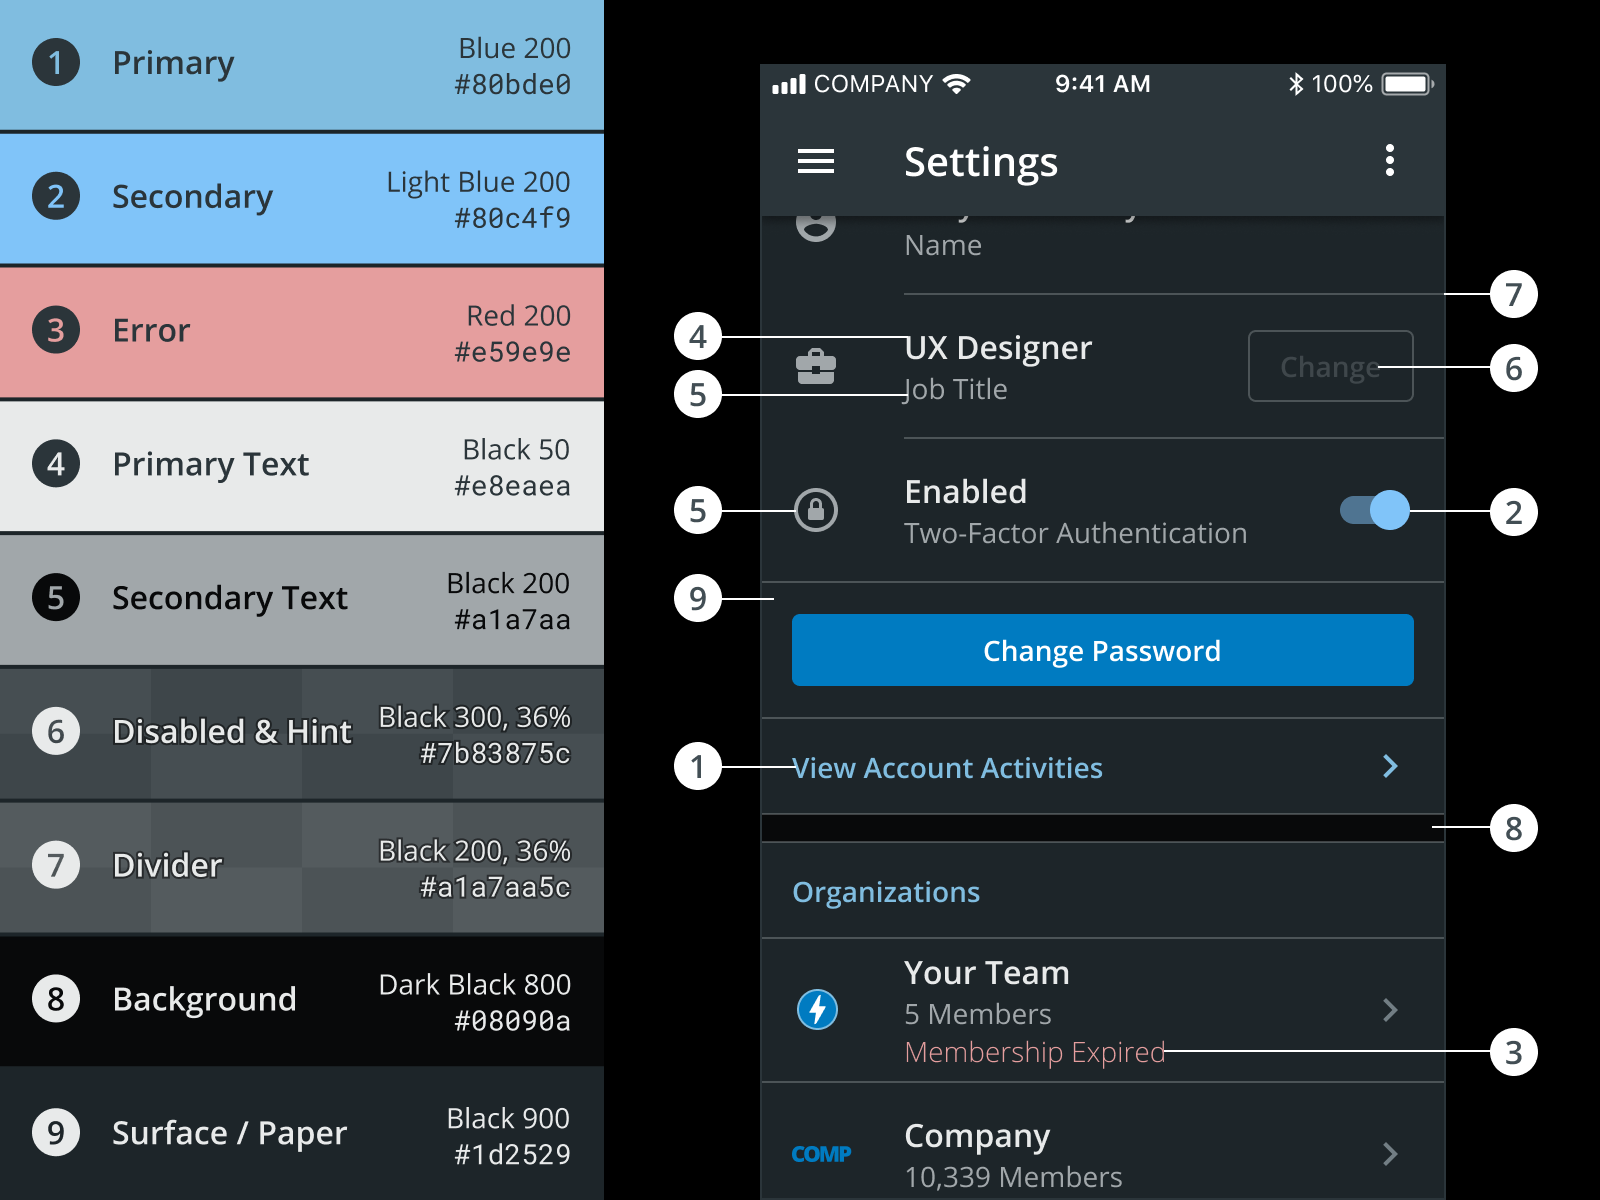 1 Primary Blue 200
#80bde0
2 Secondary Light Blue 200
#80c4f9
3 Error Red 200
#e59e9e
4 Primary Text Black 50
#e8eaea
5 Secondary Text Black 200
#a1a7aa
6 Disabled & Hint Black 300, 36%
#7b83875c
7 Divider Black 200, 36%
#a1a7aa5c
8 Background Dark Black 800
#08090a
9 Surface / Paper Black 900
#1d2529
COMPANY 9:41 AM 100%
Settings
Name
7
4 UX Designer
Change 6
5 Job Title
Enabled
5 2
Two-Factor Authentication
9
Change Password
1 View Account Activities
8
Organizations
Your Team
5 Members
Membership Expired 3
Company
COMP
10,339 Members